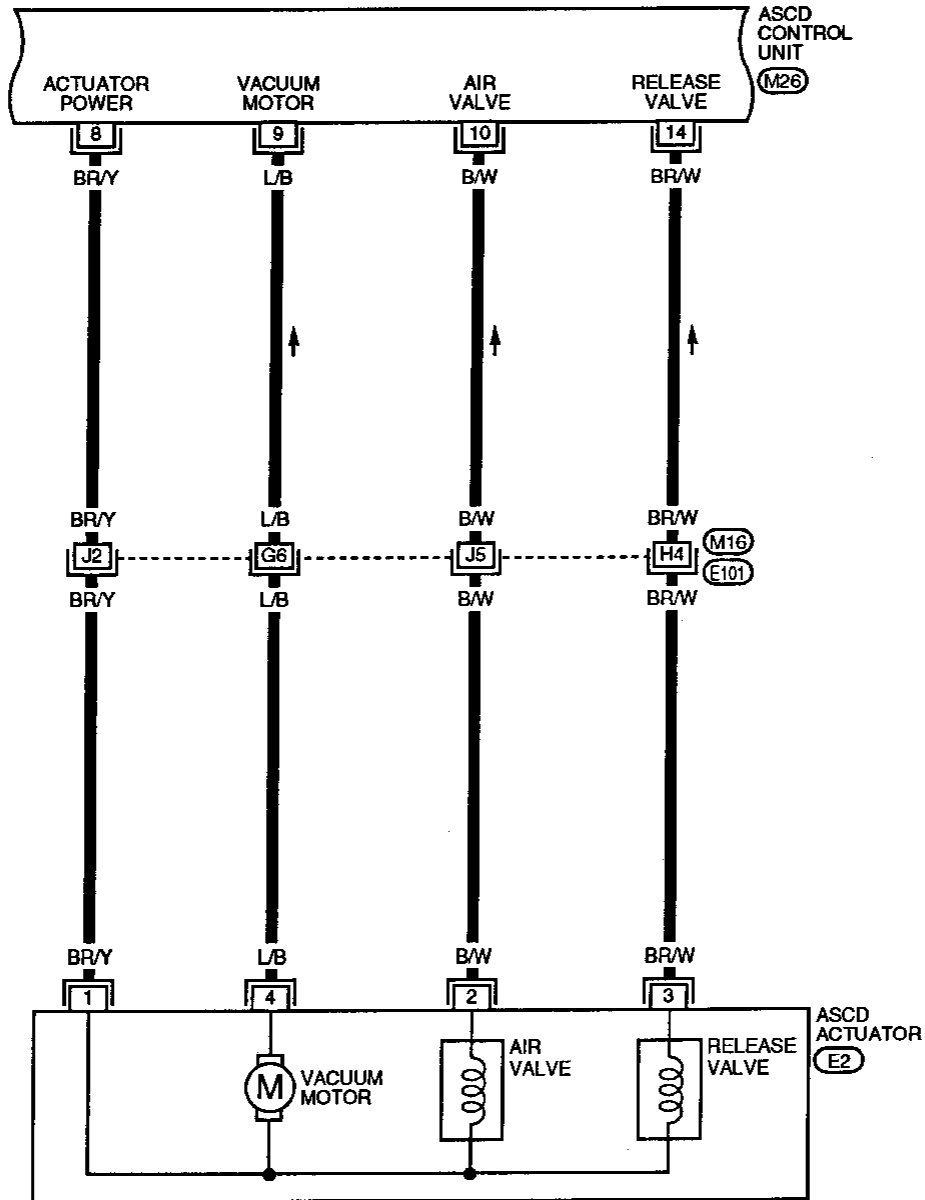 ASCD
CONTROL
UNIT
M26
ACTUATOR
POWER
VACUUM
MOTOR
AIR
VALVE
RELEASE
VALVE
8 9 10 14
BR/Y L/B B/W BR/W
BR/Y L/B B/W BR/W
J2 G6 J5 H4
M16
E101
BR/Y L/B B/W BR/W
BR/Y L/B B/W BR/W
1 4 2 3
ASCD
ACTUATOR
E2
M
VACUUM
MOTOR
AIR
VALVE
RELEASE
VALVE